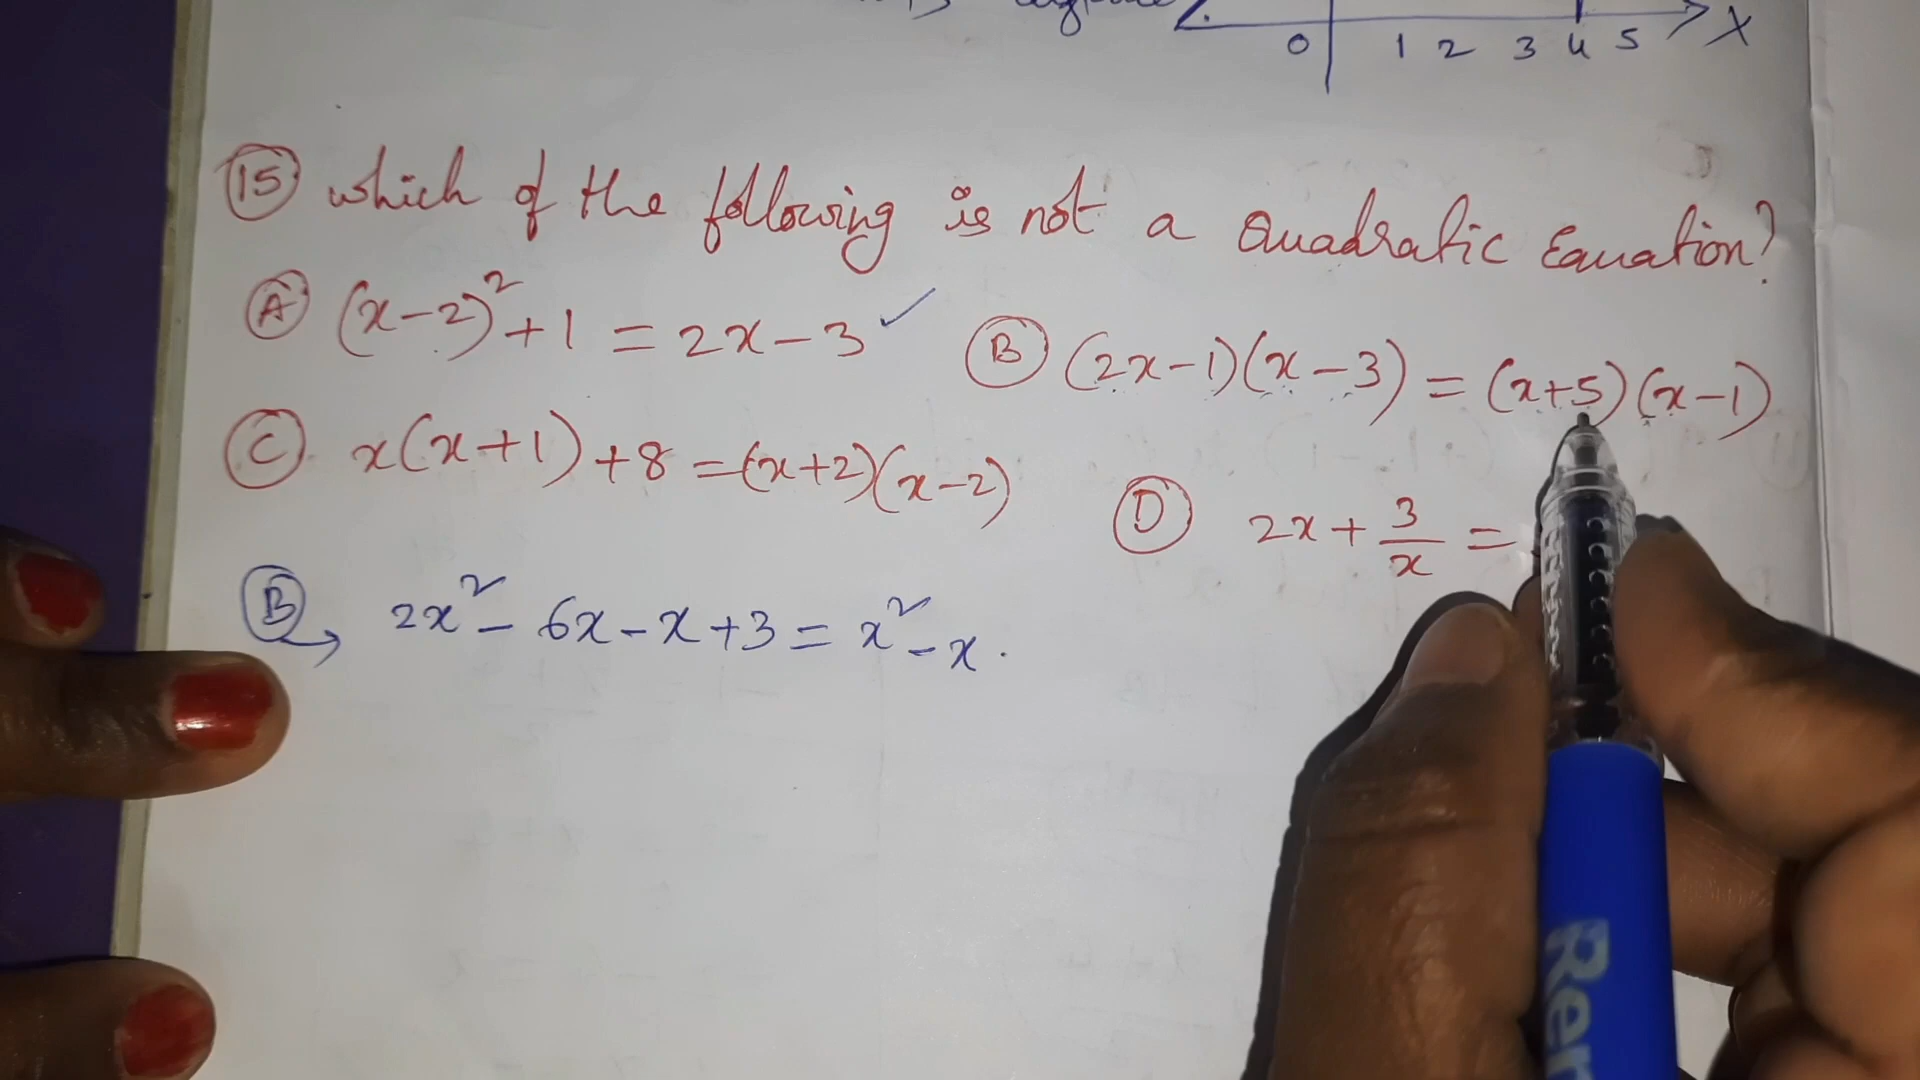 0 1 2 3 4 5 X
15 which of the following is not a Quadratic Equation?
A (x-2)²+1 = 2x-3 ✓ B (2x-1)(x-3) = (x+5)(x-1)
C x(x+1)+8 = (x+2)(x-2) D 2x + 3/x =
B → 2x² - 6x - x + 3 = x² - x.
Ren